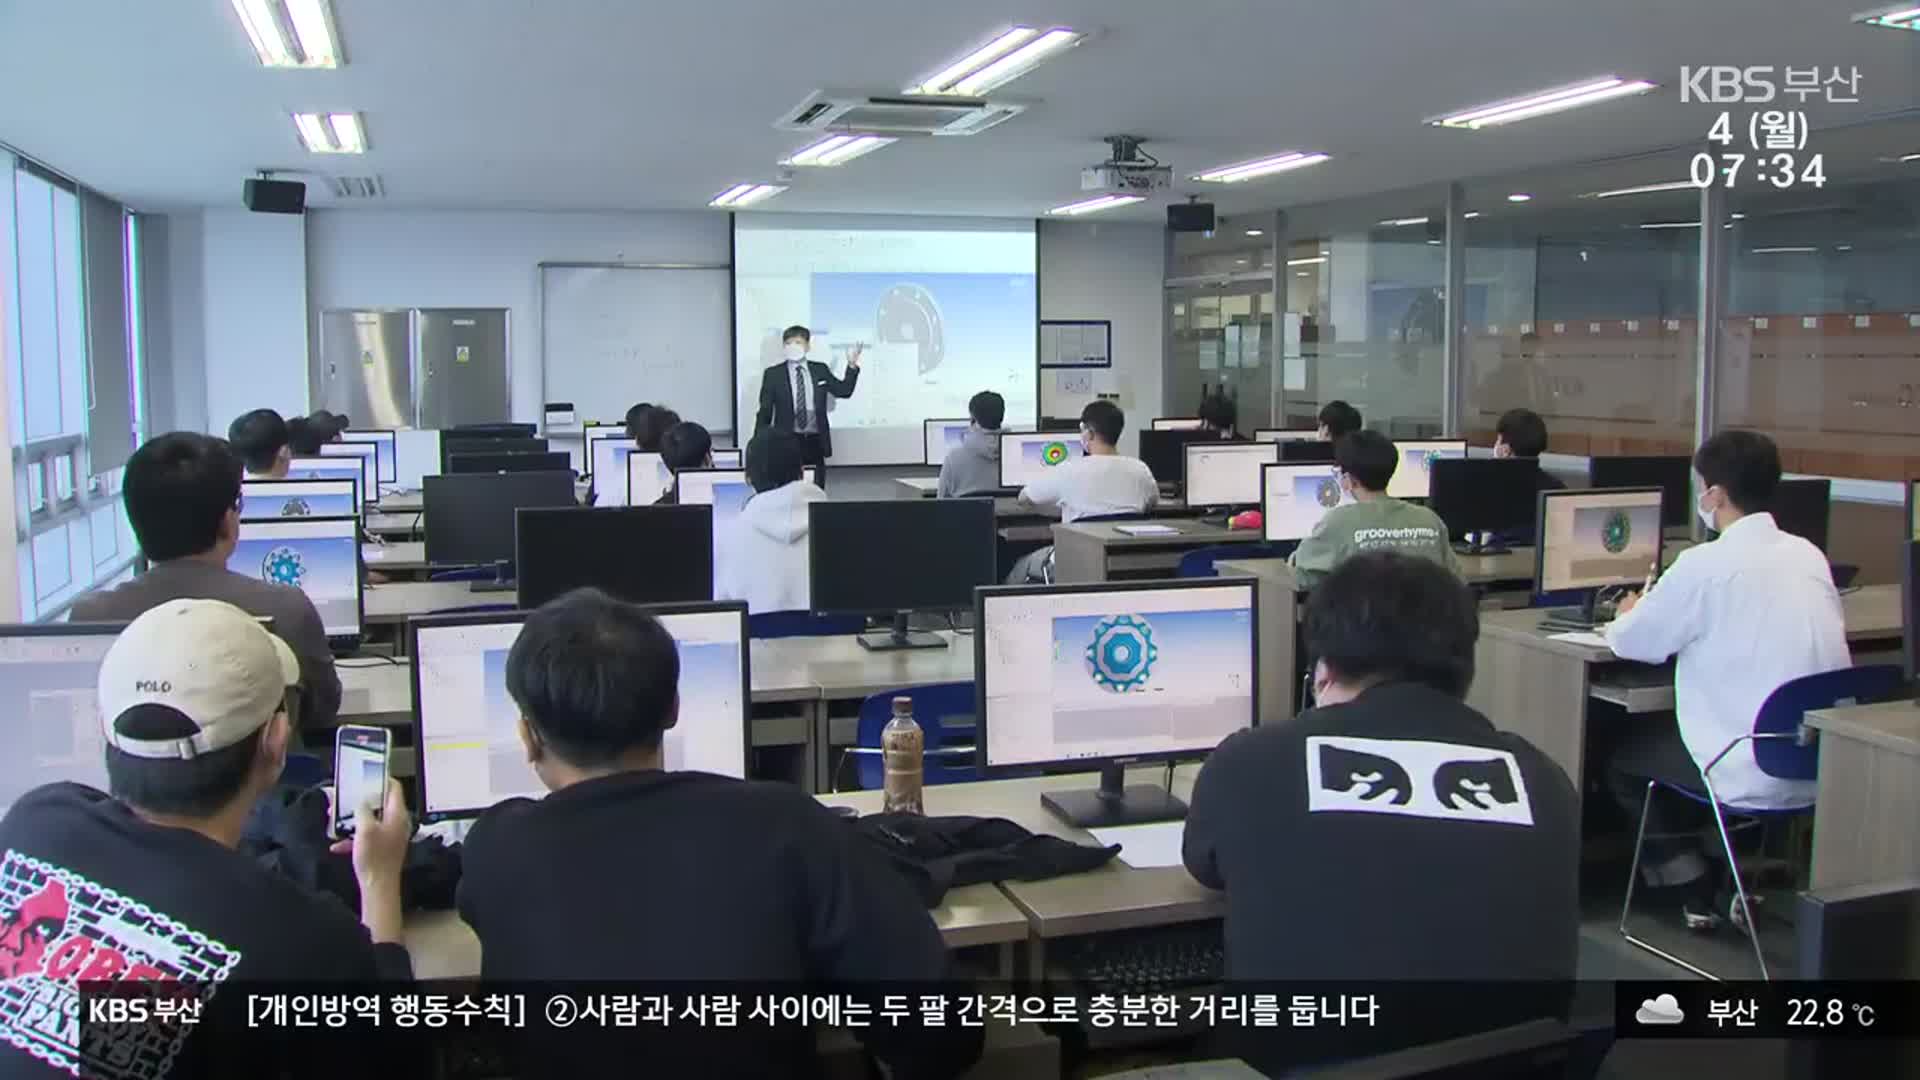 KBS 부산
4 (월)
07:34
grooverhyme
POLO
OBEY
KBS 부산
[개인방역 행동수칙] ②사람과 사람 사이에는 두 팔 간격으로 충분한 거리를 둡니다
부산 22.8 ℃